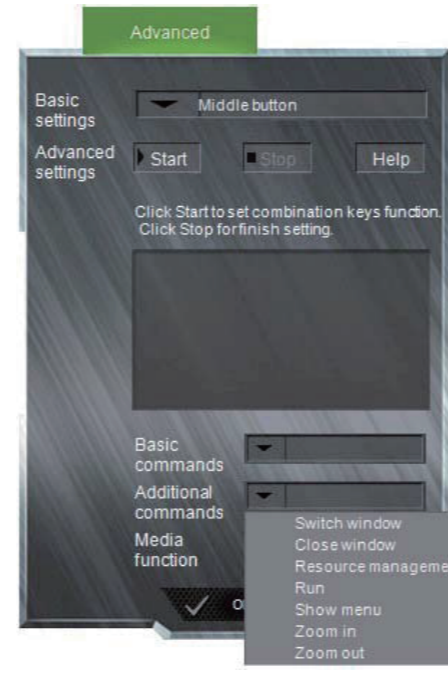 Advanced
Basic
settings
Middle button
Advanced
settings
Start
Stop
Help
Click Start to set combination keys function.
Click Stop for finish setting.
Basic
commands
Additional
commands
Media
function
Switch window
Close window
Resource manageme
Run
Show menu
Zoom in
Zoom out